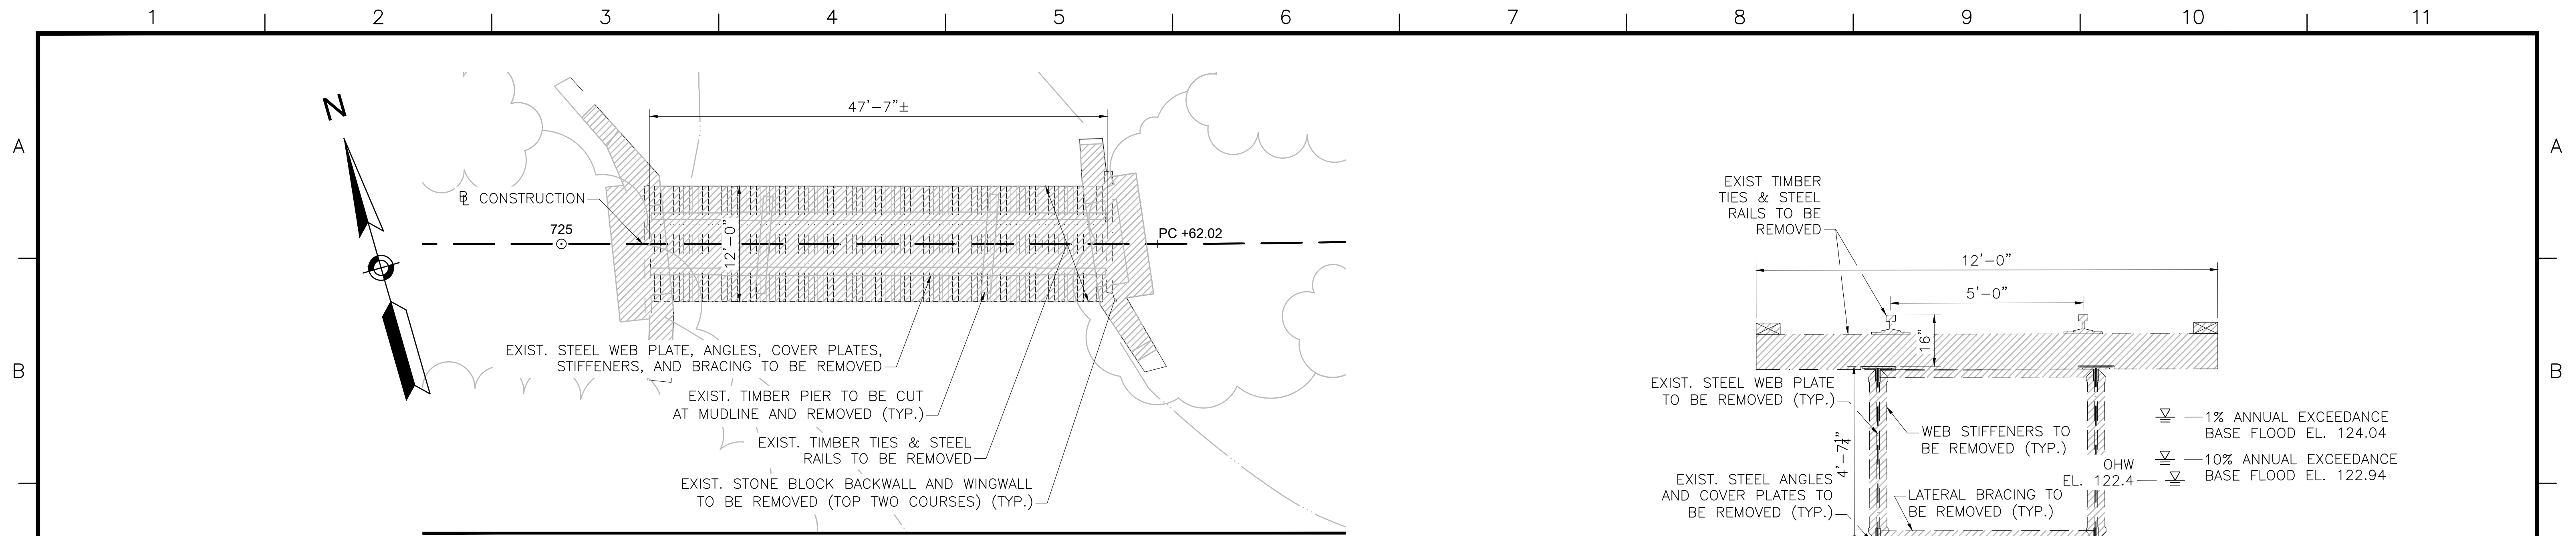 1 2 3 4 5 6 7 8 9 10 11
N
47'-7"±
A
A
℄ CONSTRUCTION
725
12'-0"
PC +62.02
EXIST. STEEL WEB PLATE, ANGLES, COVER PLATES,
STIFFENERS, AND BRACING TO BE REMOVED
EXIST. TIMBER PIER TO BE CUT
AT MUDLINE AND REMOVED (TYP.)
EXIST. TIMBER TIES & STEEL
RAILS TO BE REMOVED
EXIST. STONE BLOCK BACKWALL AND WINGWALL
TO BE REMOVED (TOP TWO COURSES) (TYP.)
B
B
EXIST TIMBER
TIES & STEEL
RAILS TO BE
REMOVED
12'-0"
5'-0"
16"
EXIST. STEEL WEB PLATE
TO BE REMOVED (TYP.)
4'-7¼"
WEB STIFFENERS TO
BE REMOVED (TYP.)
EXIST. STEEL ANGLES
AND COVER PLATES TO
BE REMOVED (TYP.)
LATERAL BRACING TO
BE REMOVED (TYP.)
1% ANNUAL EXCEEDANCE
BASE FLOOD EL. 124.04
10% ANNUAL EXCEEDANCE
BASE FLOOD EL. 122.94
OHW
EL. 122.4